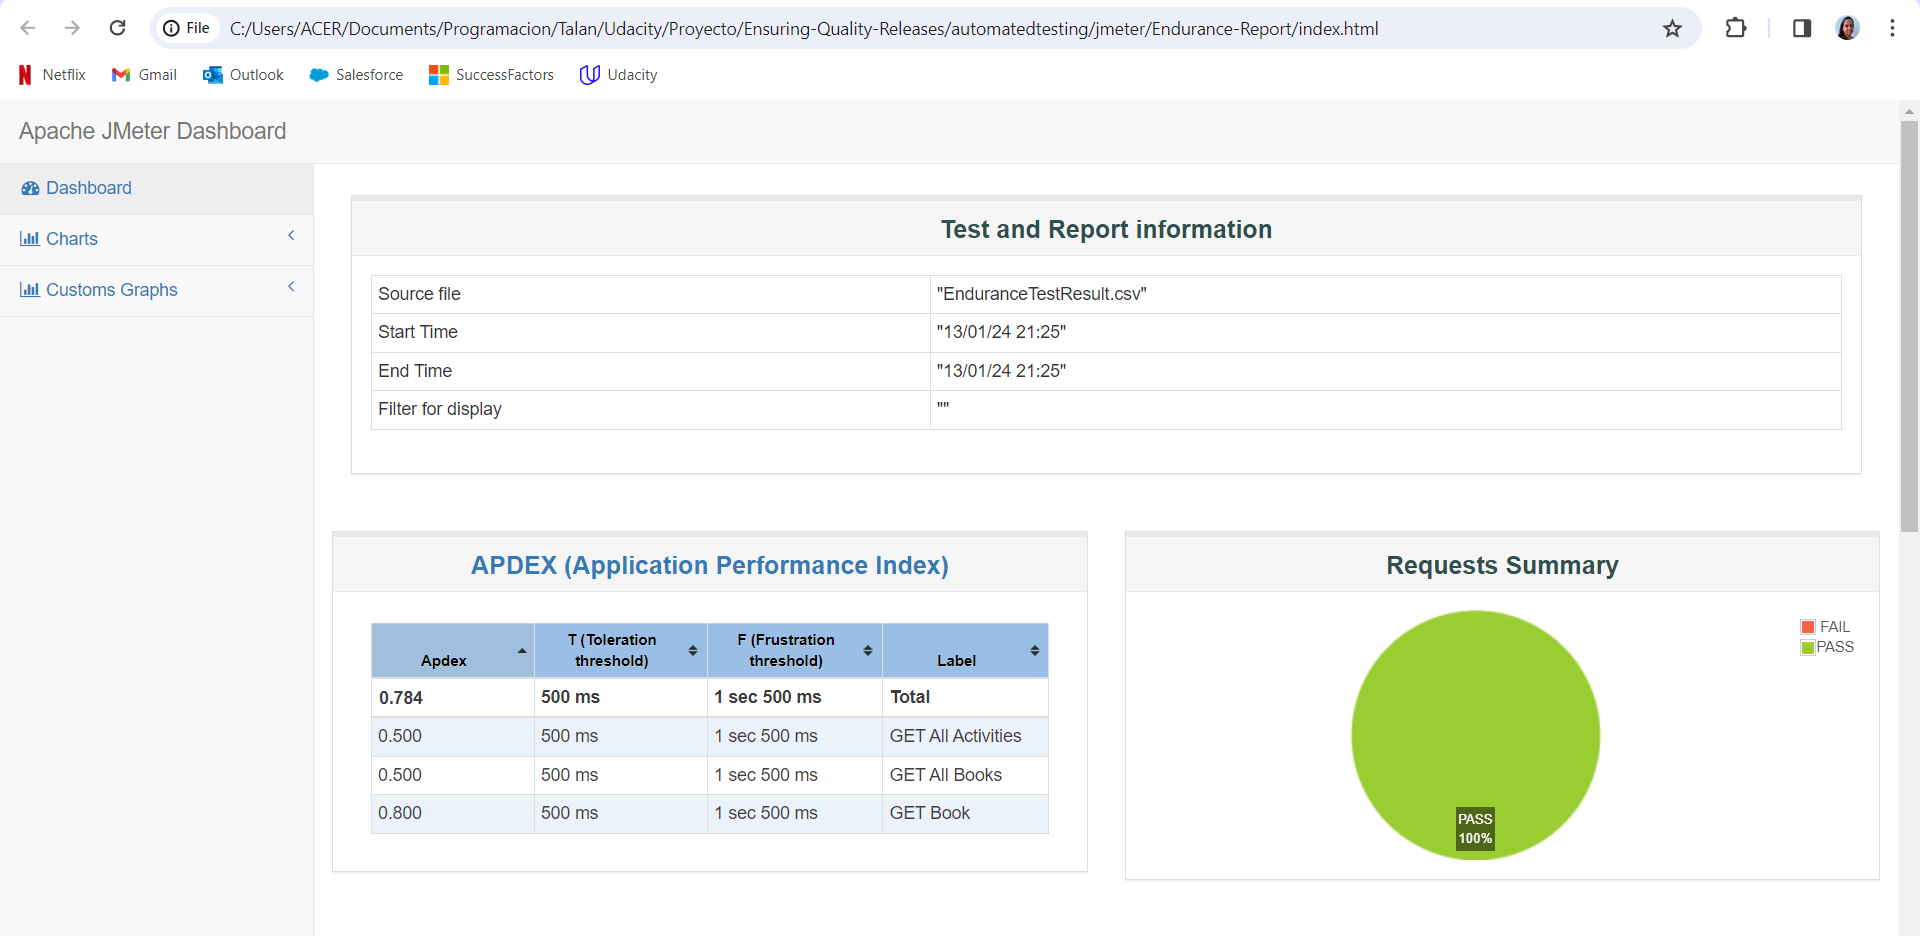 File C:/Users/ACER/Documents/Programacion/Talan/Udacity/Proyecto/Ensuring-Quality-Releases/automatedtesting/jmeter/Endurance-Report/index.html
Netflix Gmail Outlook Salesforce SuccessFactors Udacity
Apache JMeter Dashboard
Dashboard
Charts
Customs Graphs
Test and Report information
Source file "EnduranceTestResult.csv"
Start Time "13/01/24 21:25"
End Time "13/01/24 21:25"
Filter for display ""
APDEX (Application Performance Index)
Apdex T (Toleration threshold) F (Frustration threshold) Label
0.784 500 ms 1 sec 500 ms Total
0.500 500 ms 1 sec 500 ms GET All Activities
0.500 500 ms 1 sec 500 ms GET All Books
0.800 500 ms 1 sec 500 ms GET Book
Requests Summary
FAIL
PASS
PASS
100%